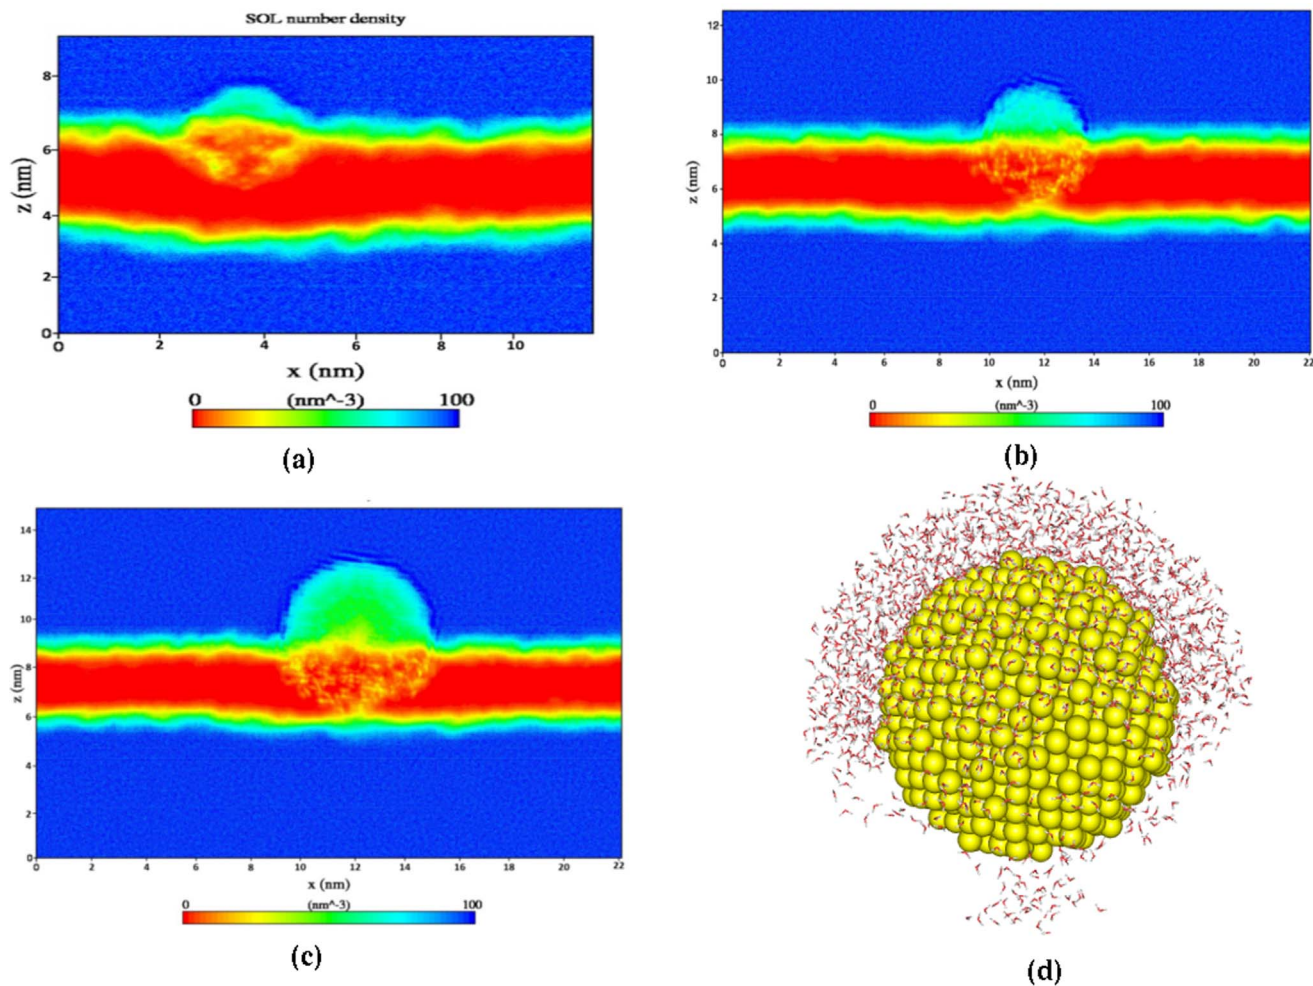 SOL number density
8
6
4
2
0
z (nm)
0 2 4 6 8 10
x (nm)
0 (nm^-3) 100
(a)
12
10
8
6
4
2
0
z (nm)
0 2 4 6 8 10 12 14 16 18 20 22
x (nm)
0 (nm^-3) 100
(b)
14
12
10
8
6
4
2
0
z (nm)
0 2 4 6 8 10 12 14 16 18 20 22
x (nm)
0 (nm^-3) 100
(c)
(d)